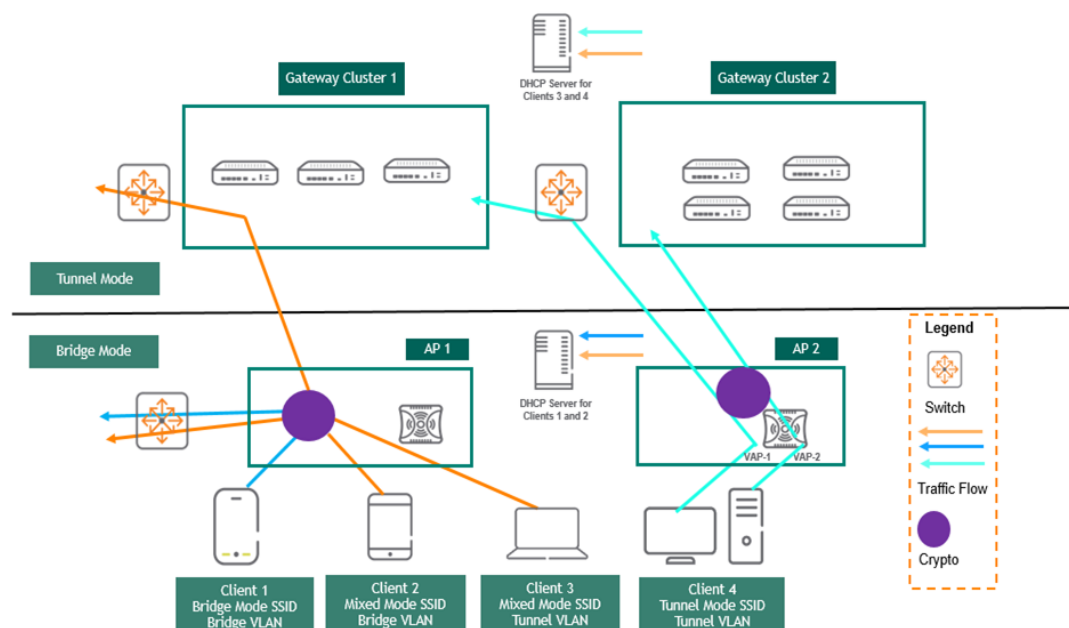 Gateway Cluster 1
DHCP Server for
Clients 3 and 4
Gateway Cluster 2
Tunnel Mode
Bridge Mode
AP 1
DHCP Server for
Clients 1 and 2
AP 2
VAP-1
VAP-2
Legend
Switch
Traffic Flow
Crypto
Client 1
Bridge Mode SSID
Bridge VLAN
Client 2
Mixed Mode SSID
Bridge VLAN
Client 3
Mixed Mode SSID
Tunnel VLAN
Client 4
Tunnel Mode SSID
Tunnel VLAN